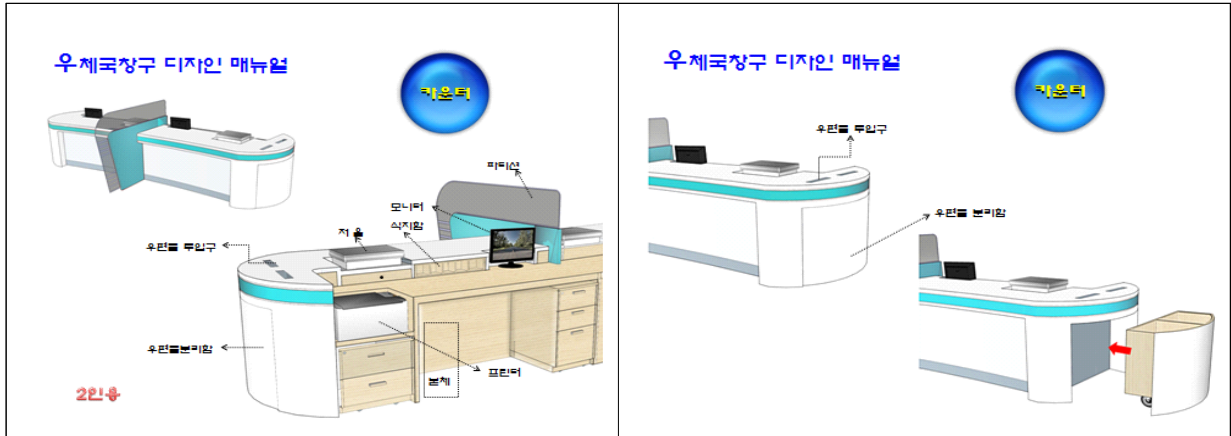 우체국창구 디자인 매뉴얼
카운터
파티션
모니터
식지함
저 울
우편물 투입구
우편물분리함
프린터
본체
2인용
우체국창구 디자인 매뉴얼
카운터
우편물 투입구
우편물 분리함